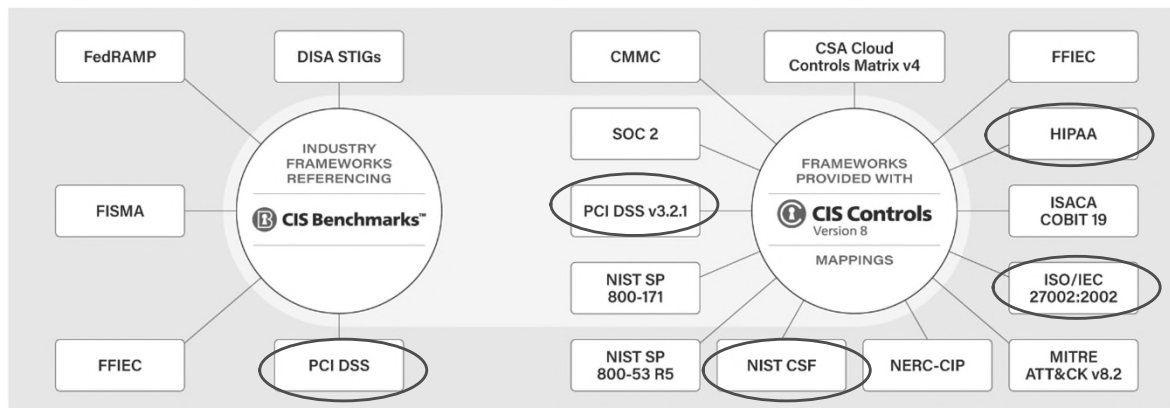 FedRAMP
DISA STIGs
FISMA
INDUSTRY
FRAMEWORKS
REFERENCING
CIS Benchmarks™
FFIEC
PCI DSS
CMMC
CSA Cloud
Controls Matrix v4
FFIEC
SOC 2
HIPAA
PCI DSS v3.2.1
FRAMEWORKS
PROVIDED WITH
CIS Controls
Version 8
MAPPINGS
ISACA
COBIT 19
NIST SP
800-171
ISO/IEC
27002:2002
NIST SP
800-53 R5
NIST CSF
NERC-CIP
MITRE
ATT&CK v8.2